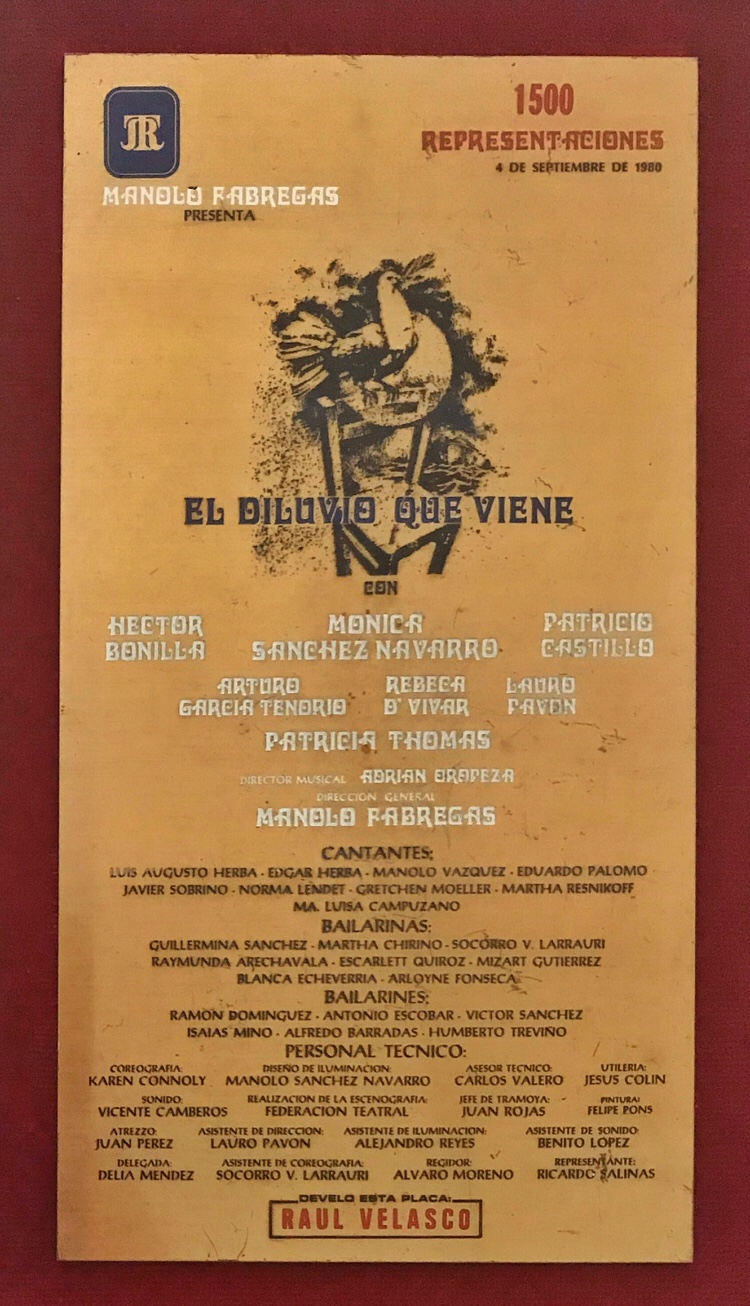 1500
REPRESENTACIONES
4 DE SEPTIEMBRE DE 1980
MANOLO FABREGAS
PRESENTA
EL DILUVIO QUE VIENE
CON
HECTOR BONILLA MONICA SANCHEZ NAVARRO PATRICIO CASTILLO
ARTURO GARCIA TENORIO REBECA D'VIVAR LAURO PAVON
PATRICIA THOMAS
DIRECTOR MUSICAL ADRIAN OROPEZA
DIRECCION GENERAL
MANOLO FABREGAS
CANTANTES:
LUIS AUGUSTO HERBA · EDGAR HERBA · MANOLO VAZQUEZ · EDUARDO PALOMO
JAVIER SOBRINO · NORMA LENDET · GRETCHEN MOELLER · MARTHA RESNIKOFF
MA. LUISA CAMPUZANO
BAILARINAS:
GUILLERMINA SANCHEZ · MARTHA CHIRINO · SOCORRO V. LARRAURI
RAYMUNDA ARECHAVALA · ESCARLETT QUIROZ · MIZART GUTIERREZ
BLANCA ECHEVERRIA · ARLOYNE FONSECA
BAILARINES:
RAMON DOMINGUEZ · ANTONIO ESCOBAR · VICTOR SANCHEZ
ISAIAS MINO · ALFREDO BARRADAS · HUMBERTO TREVIÑO
PERSONAL TECNICO:
COREOGRAFIA: DISEÑO DE ILUMINACION: ASESOR TECNICO: UTILERIA:
KAREN CONNOLY MANOLO SANCHEZ NAVARRO CARLOS VALERO JESUS COLIN
SONIDO: REALIZACION DE LA ESCENOGRAFIA: JEFE DE TRAMOYA: PINTURA:
VICENTE CAMBEROS FEDERACION TEATRAL JUAN ROJAS FELIPE PONS
ATREZZO: ASISTENTE DE DIRECCION: ASISTENTE DE ILUMINACION: ASISTENTE DE SONIDO:
JUAN PEREZ LAURO PAVON ALEJANDRO REYES BENITO LOPEZ
DELEGADA: ASISTENTE DE COREOGRAFIA: REGIDOR: REPRESENTANTE:
DELIA MENDEZ SOCORRO V. LARRAURI ALVARO MORENO RICARDO SALINAS
DEVELO ESTA PLACA:
RAUL VELASCO